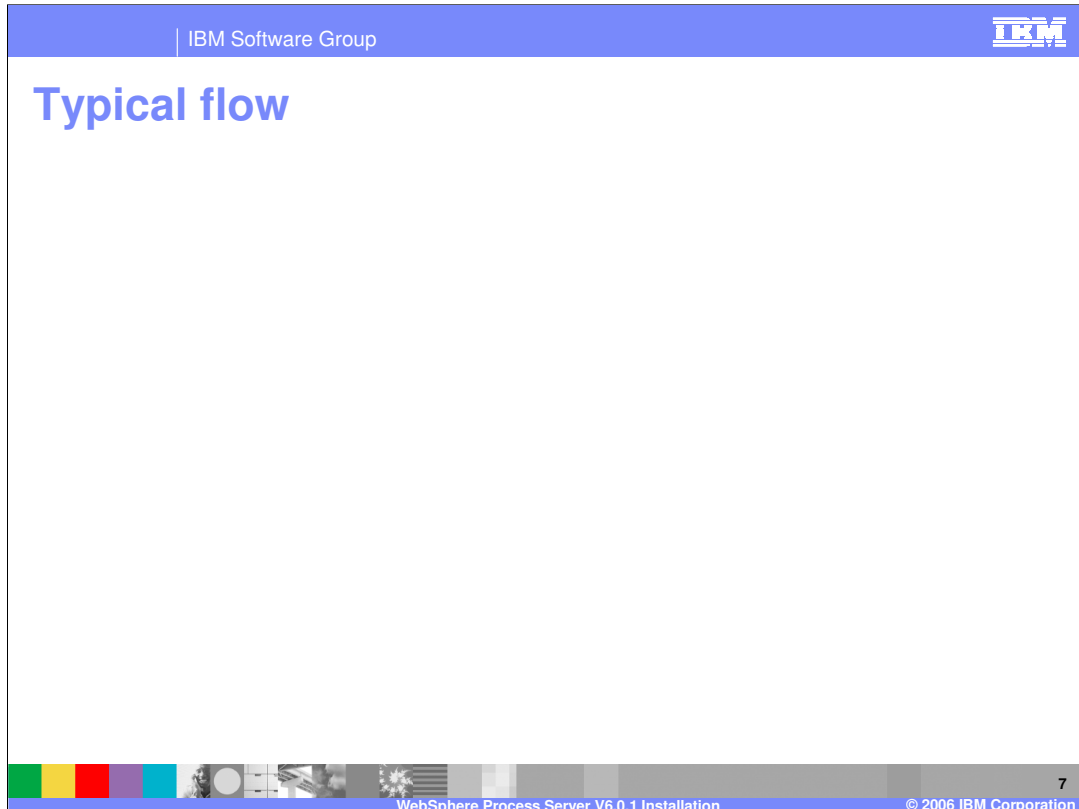 IBM Software Group
IBM
Typical flow
7
WebSphere Process Server V6.0.1 Installation
© 2006 IBM Corporation